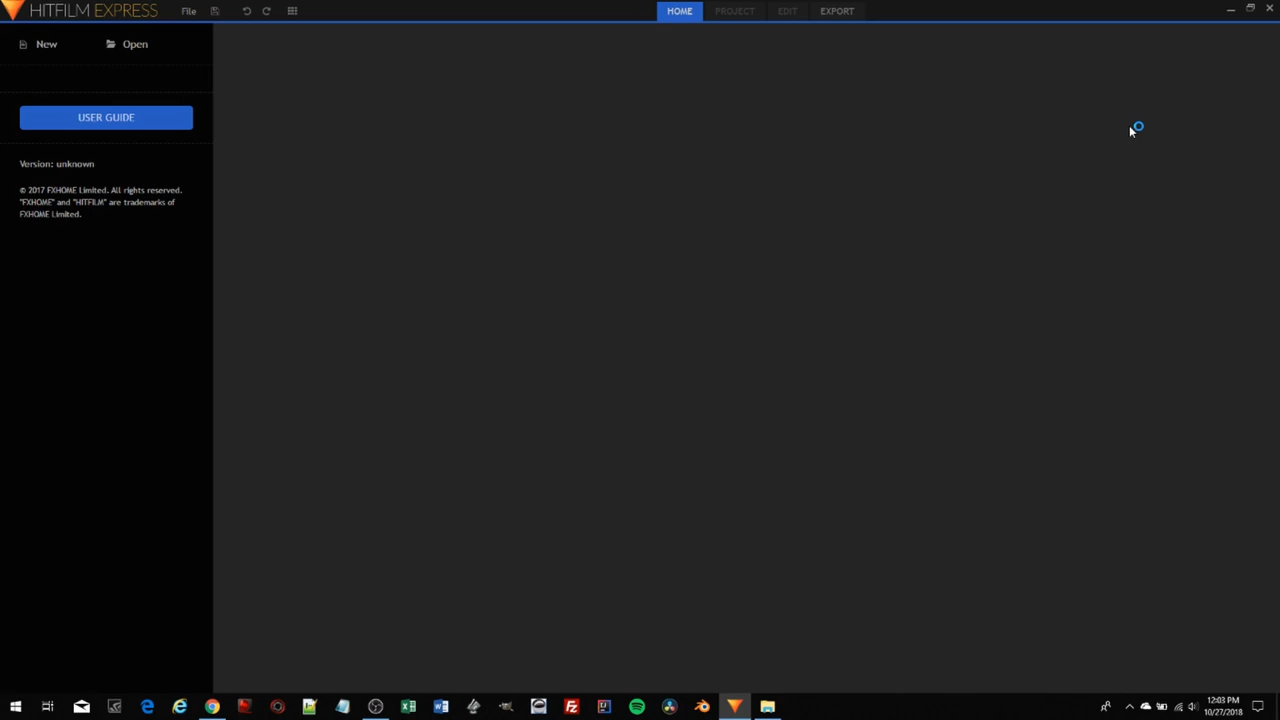 HITFILM EXPRESS File HOME PROJECT EDIT EXPORT
New Open
USER GUIDE
Version: unknown
© 2017 FXHOME Limited. All rights reserved.
"FXHOME" and "HITFILM" are trademarks of
FXHOME Limited.
12:03 PM
10/27/2018